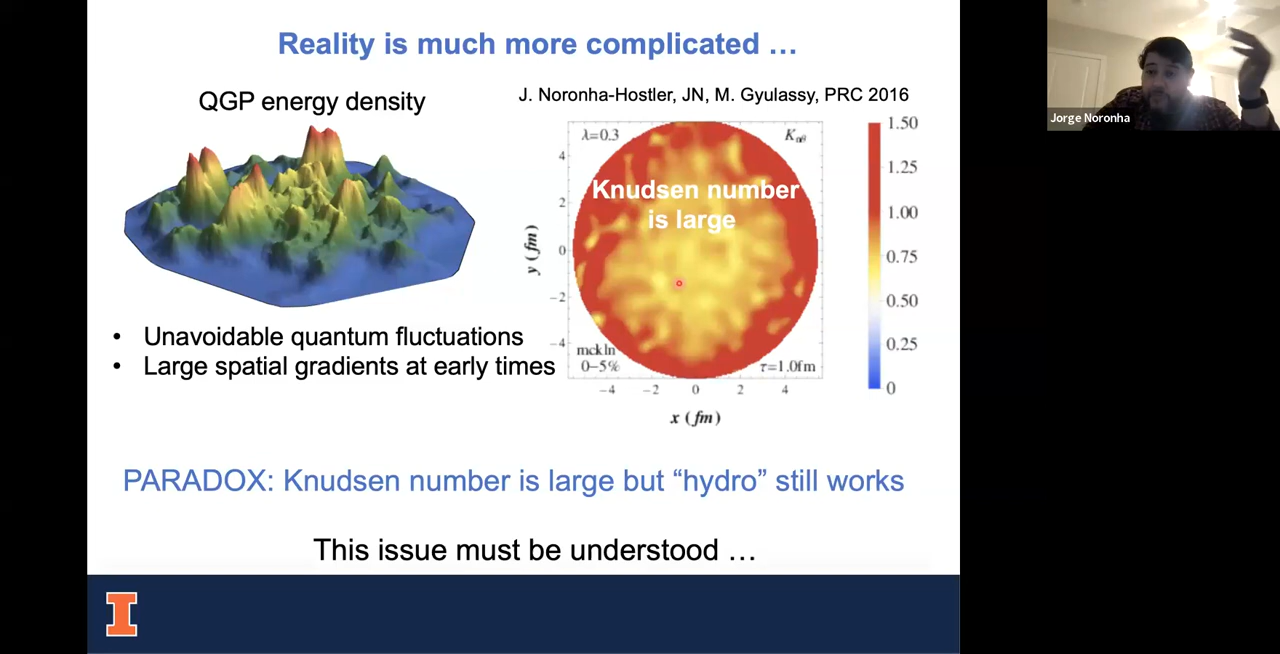 Reality is much more complicated …
QGP energy density
J. Noronha-Hostler, JN, M. Gyulassy, PRC 2016
λ=0.3
K
Knudsen number
is large
mckln
0–5%
τ=1.0fm
4
2
0
−2
−4
y (fm)
−4 −2 0 2 4
x (fm)
1.50
1.25
1.00
0.75
0.50
0.25
0
• Unavoidable quantum fluctuations
• Large spatial gradients at early times
PARADOX: Knudsen number is large but “hydro” still works
This issue must be understood …
I
Jorge Noronha